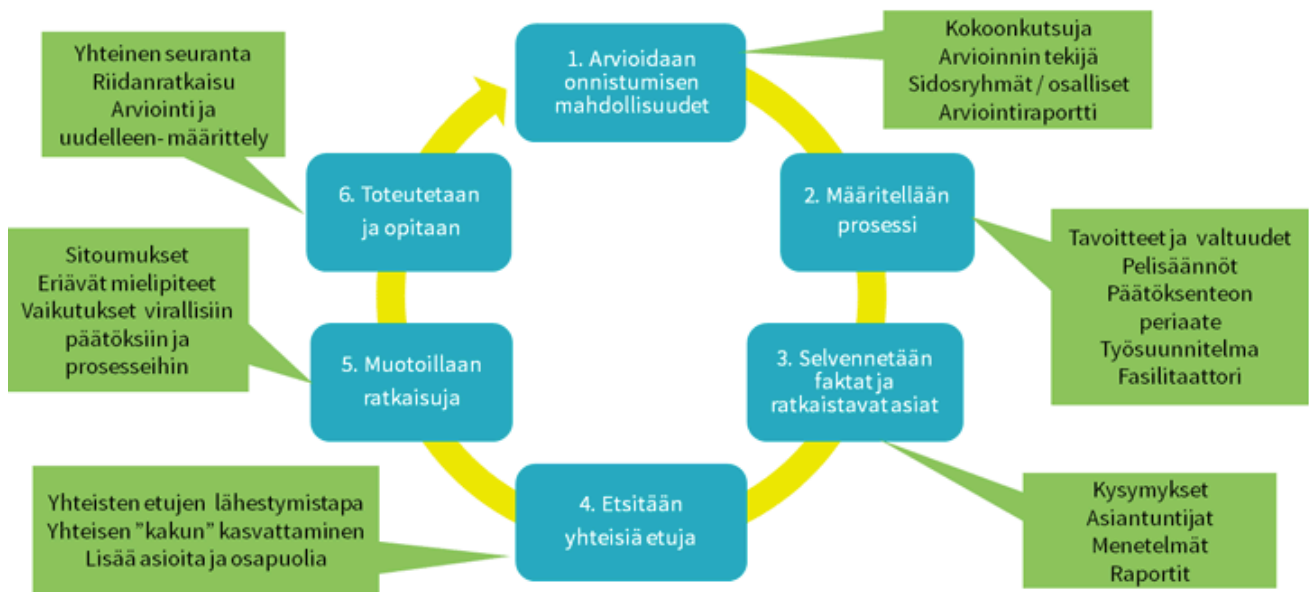 1. Arvioidaan
onnistumisen
mahdollisuudet
Kokoonkutsuja
Arvioinnin tekijä
Sidosryhmät / osalliset
Arviointiraportti
2. Määritellään
prosessi
Tavoitteet ja valtuudet
Pelisäännöt
Päätöksenteon
periaate
Työsuunnitelma
Fasilitaattori
3. Selvennetään
faktat ja
ratkaistavat asiat
Kysymykset
Asiantuntijat
Menetelmät
Raportit
4. Etsitään
yhteisiä etuja
Yhteisten etujen lähestymistapa
Yhteisen ”kakun” kasvattaminen
Lisää asioita ja osapuolia
5. Muotoillaan
ratkaisuja
Sitoumukset
Eriävät mielipiteet
Vaikutukset virallisiin
päätöksiin ja
prosesseihin
6. Toteutetaan
ja opitaan
Yhteinen seuranta
Riidanratkaisu
Arviointi ja
uudelleen- määrittely